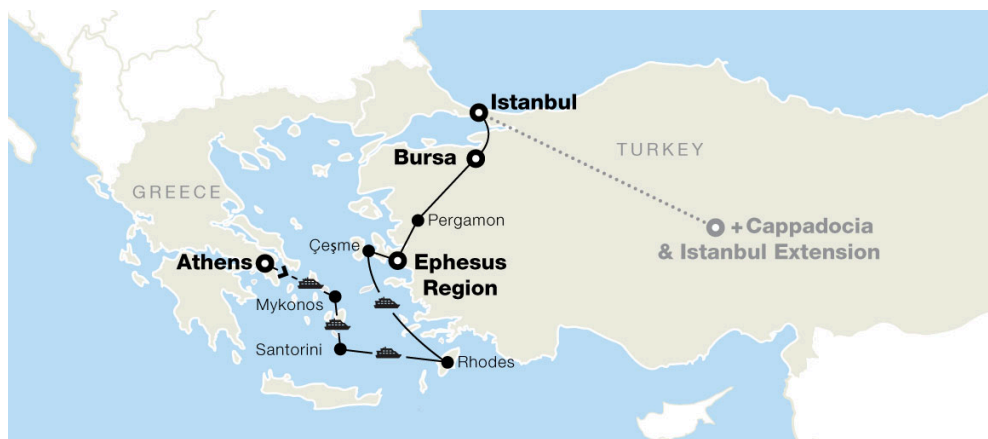 Istanbul
Bursa
TURKEY
GREECE
Pergamon
+Cappadocia
& Istanbul Extension
Çeşme
Athens
Ephesus
Region
Mykonos
Santorini
Rhodes